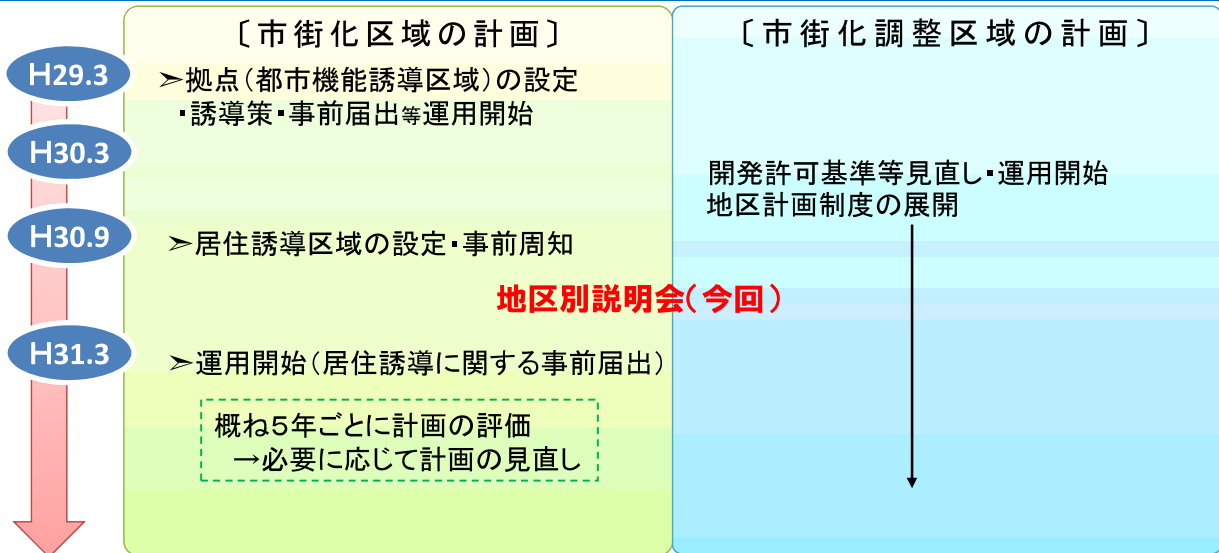 〔市街化区域の計画〕
〔市街化調整区域の計画〕
H29.3
➢拠点(都市機能誘導区域)の設定
・誘導策・事前届出等運用開始
H30.3
開発許可基準等見直し・運用開始
地区計画制度の展開
H30.9
➢居住誘導区域の設定・事前周知
地区別説明会(今回)
H31.3
➢運用開始(居住誘導に関する事前届出)
概ね5年ごとに計画の評価
→必要に応じて計画の見直し